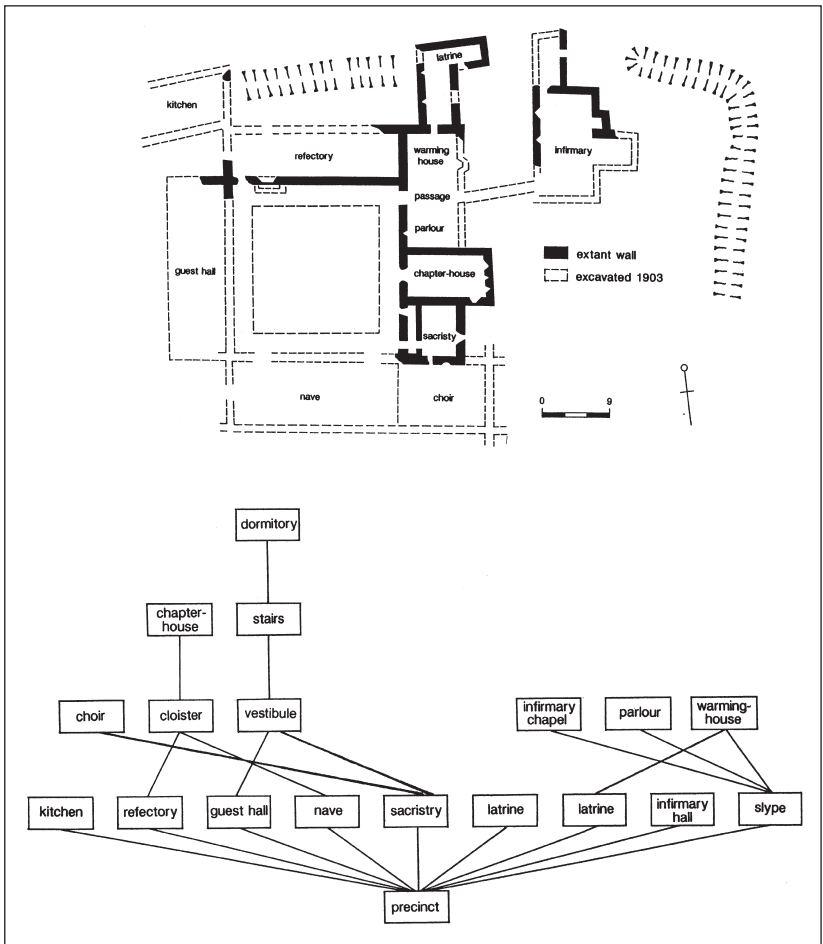 latrine
kitchen
refectory
warming
house
infirmary
passage
parlour
guest hall
chapter-house
extant wall
excavated 1903
sacristy
nave
choir
0 9
dormitory
chapter-
house
stairs
choir
cloister
vestibule
infirmary
chapel
parlour
warming-
house
kitchen
refectory
guest hall
nave
sacristry
latrine
latrine
infirmary
hall
slype
precinct